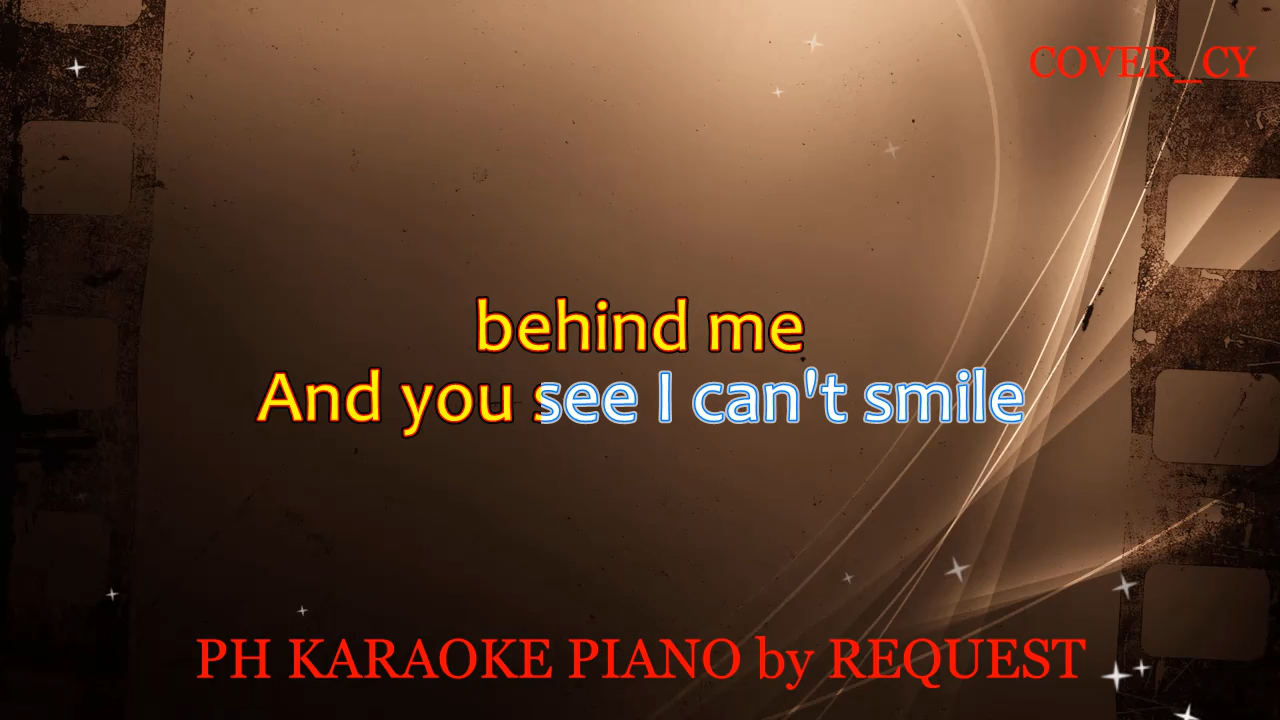 COVER_CY
behind me
And you see I can't smile
PH KARAOKE PIANO by REQUEST